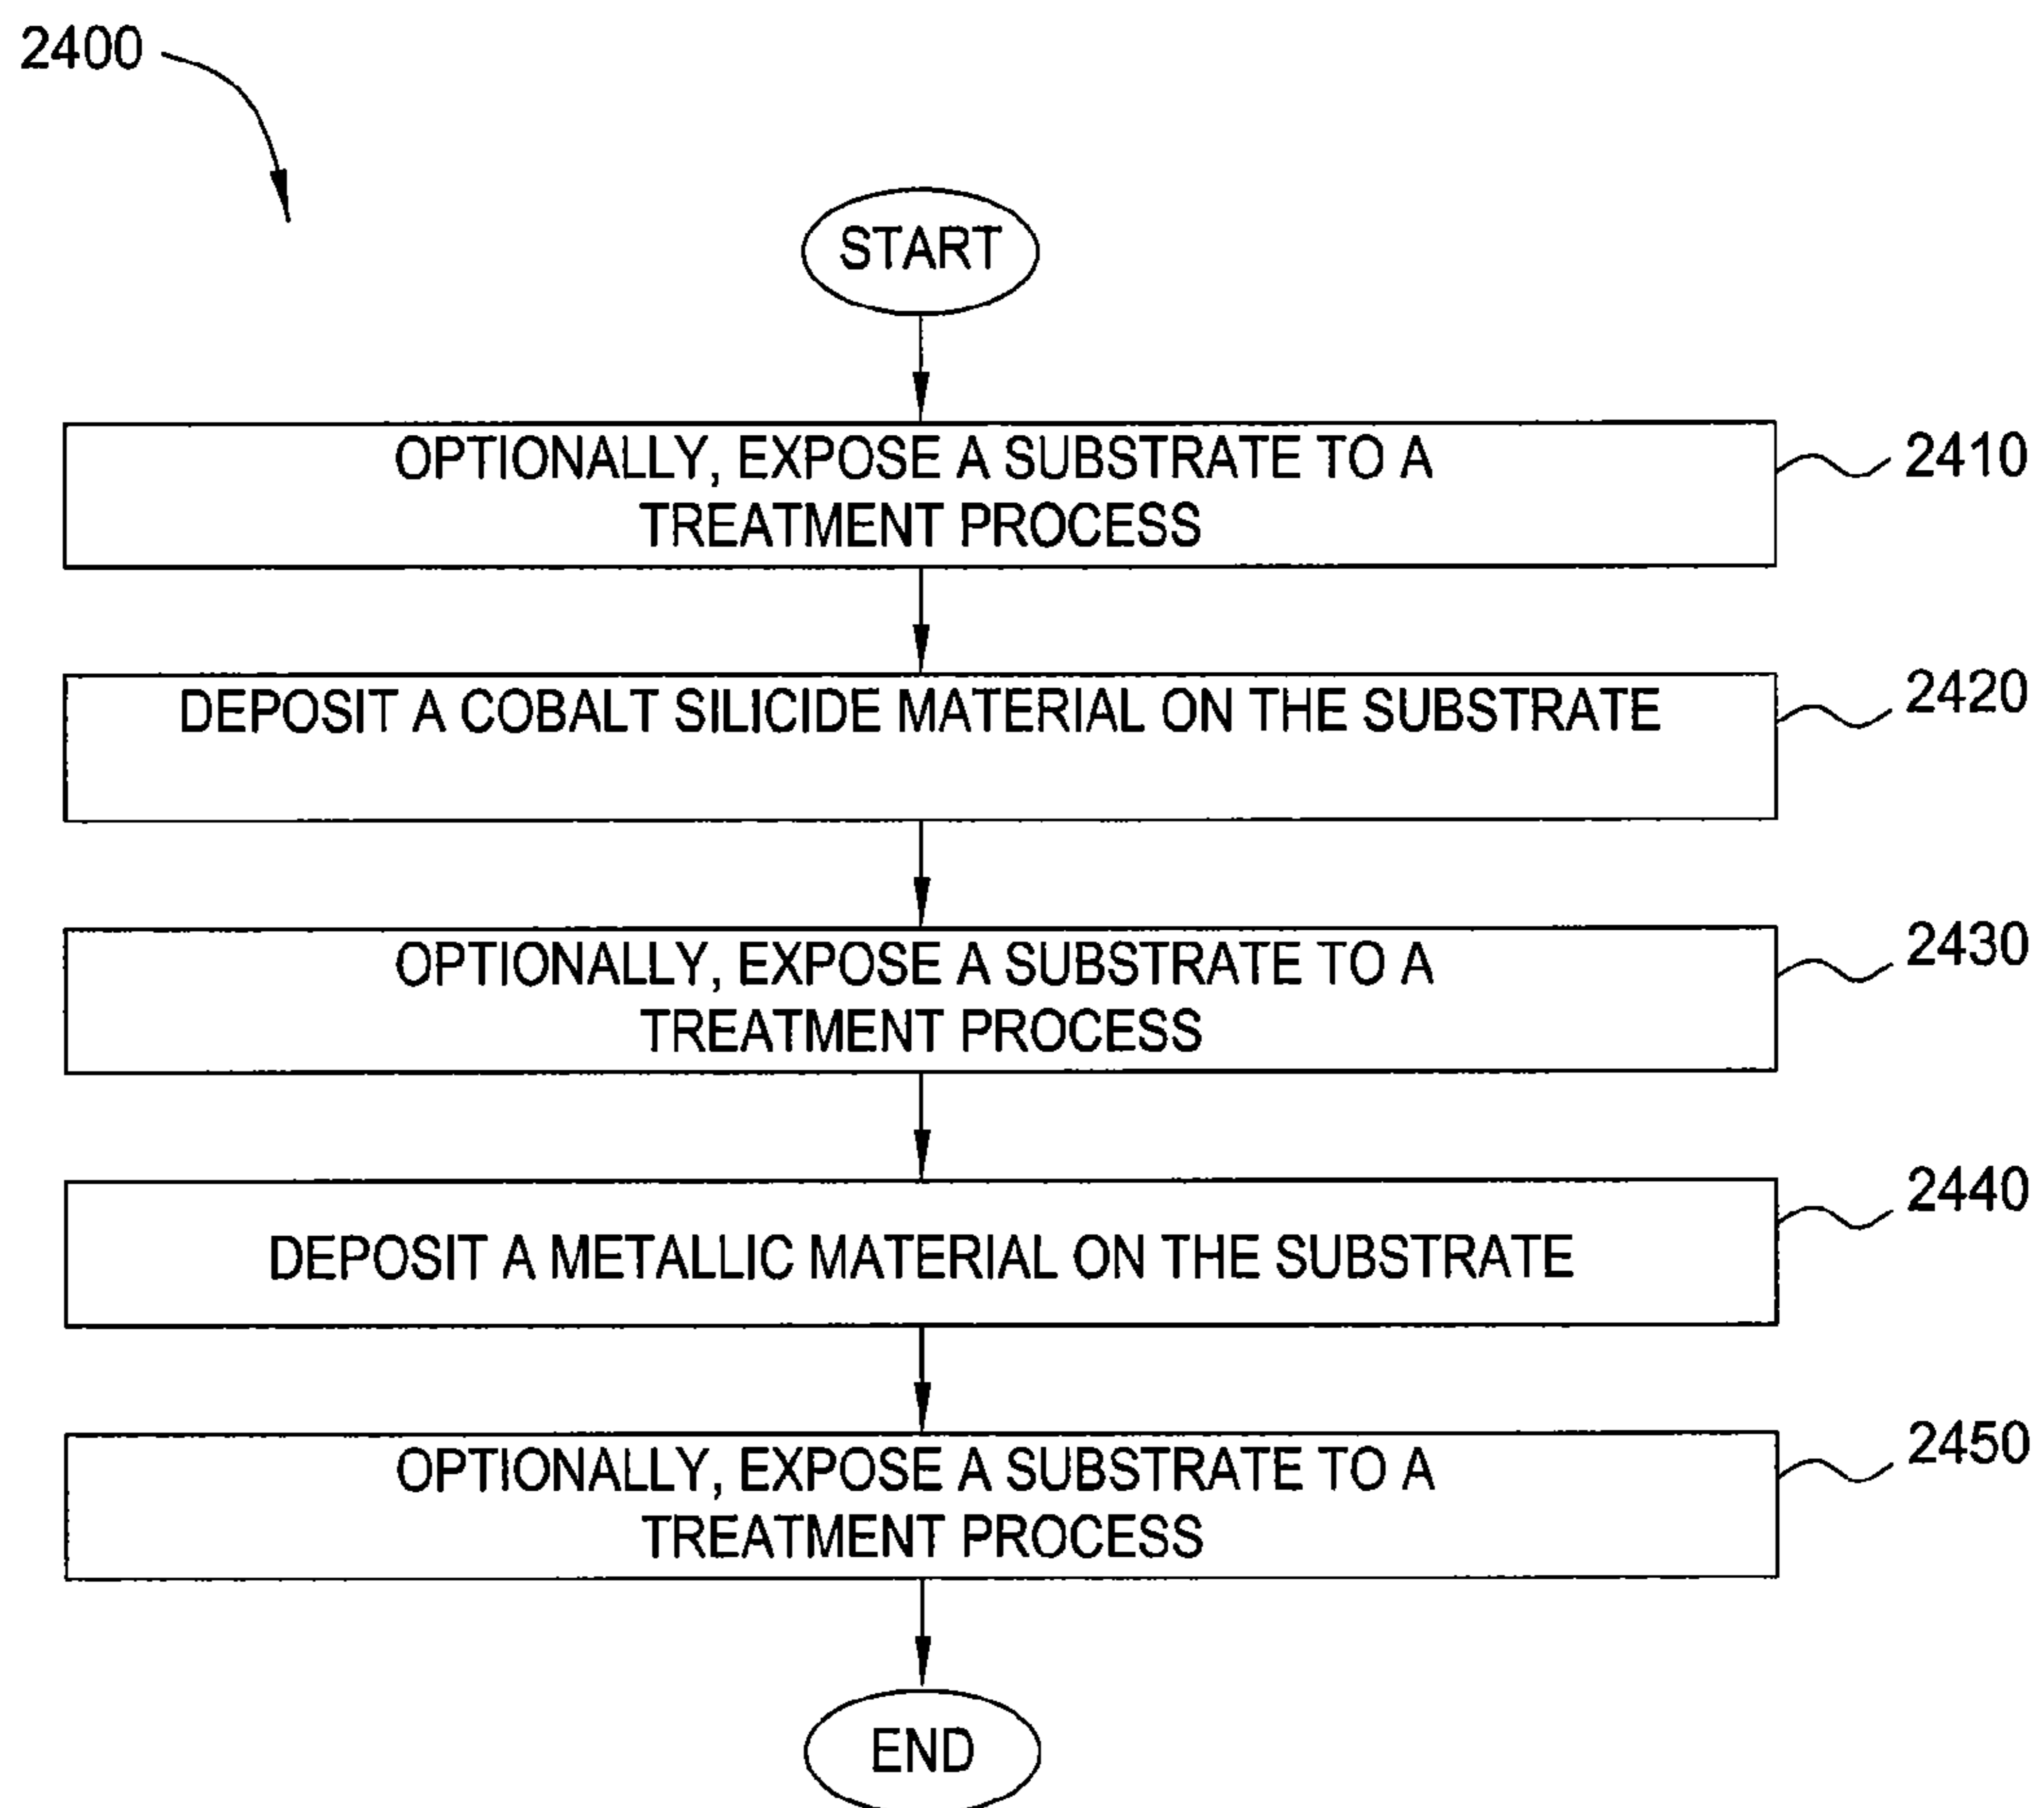 2400
START
OPTIONALLY, EXPOSE A SUBSTRATE TO A
TREATMENT PROCESS
2410
DEPOSIT A COBALT SILICIDE MATERIAL ON THE SUBSTRATE
2420
OPTIONALLY, EXPOSE A SUBSTRATE TO A
TREATMENT PROCESS
2430
DEPOSIT A METALLIC MATERIAL ON THE SUBSTRATE
2440
OPTIONALLY, EXPOSE A SUBSTRATE TO A
TREATMENT PROCESS
2450
END